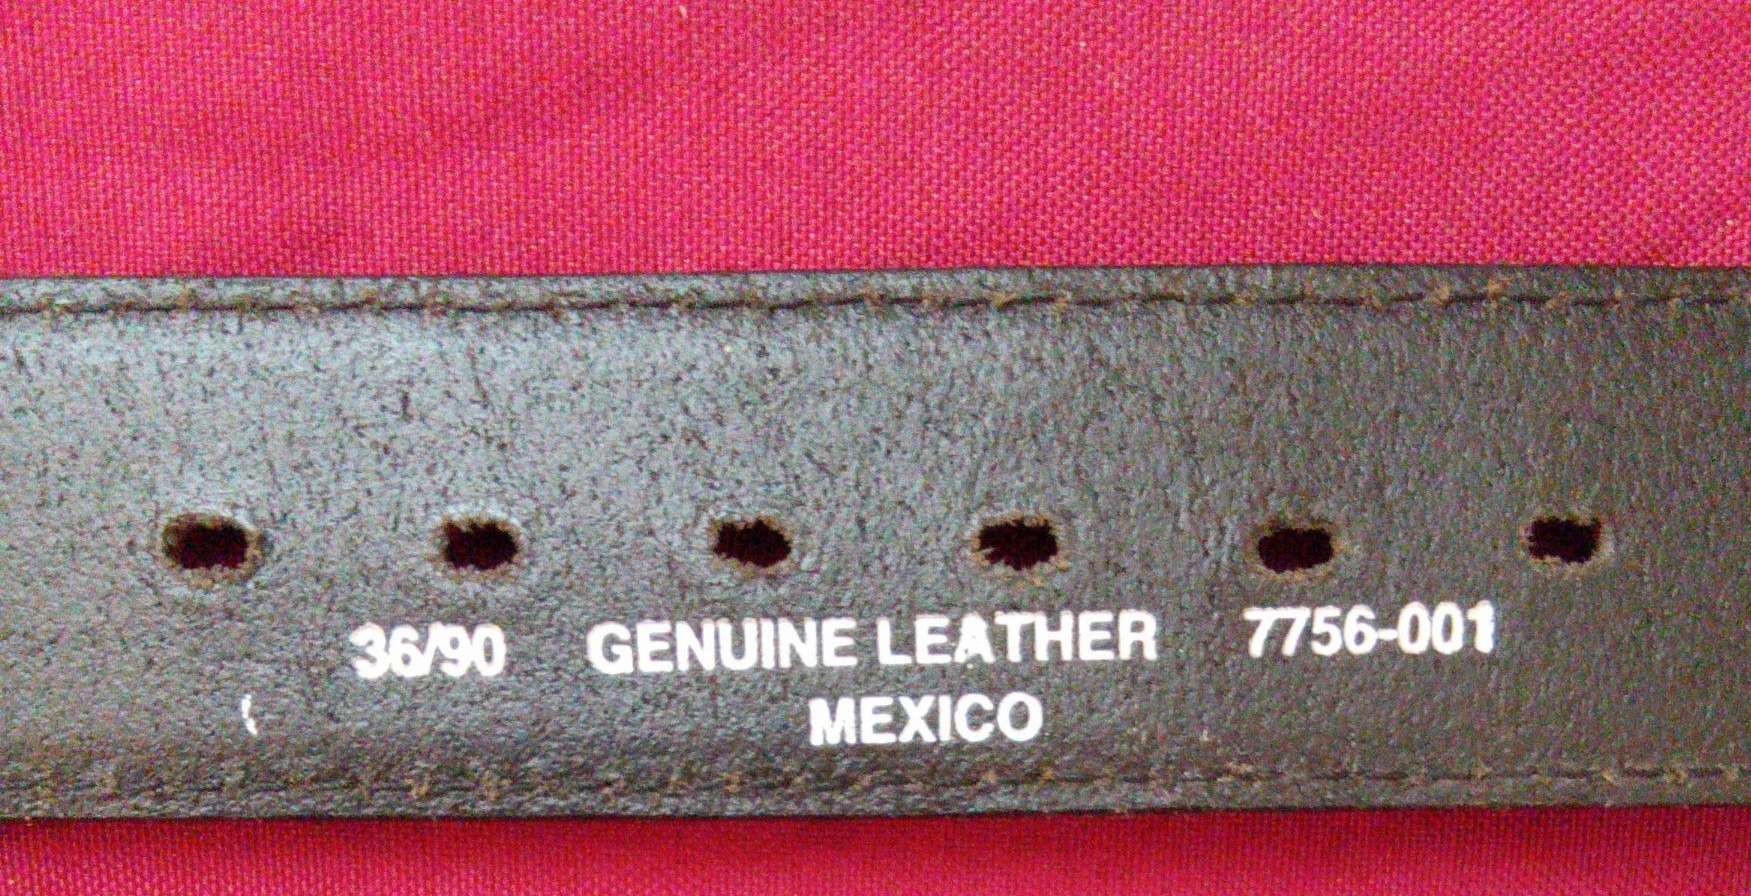 36/90 GENUINE LEATHER 7756-001
MEXICO